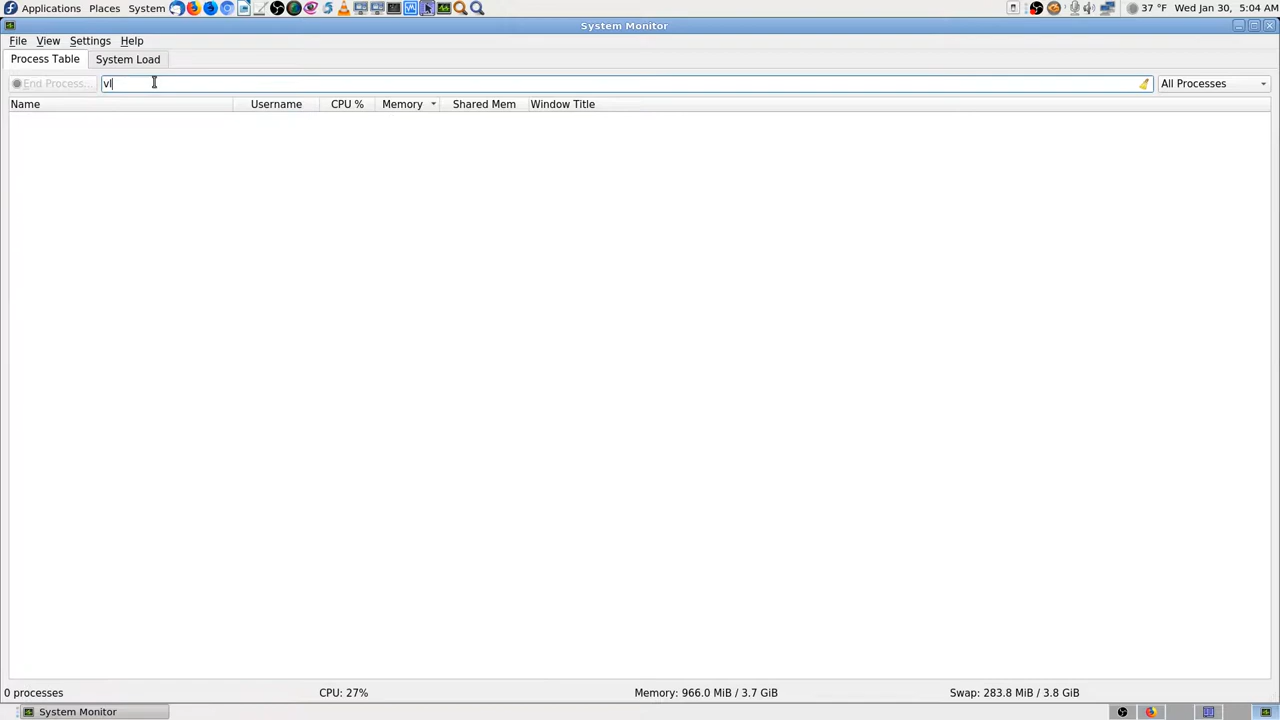 Applications Places System 37 °F Wed Jan 30, 5:04 AM
System Monitor
File View Settings Help
Process Table System Load
End Process... vl All Processes
Name Username CPU % Memory Shared Mem Window Title
0 processes CPU: 27% Memory: 966.0 MiB / 3.7 GiB Swap: 283.8 MiB / 3.8 GiB
System Monitor